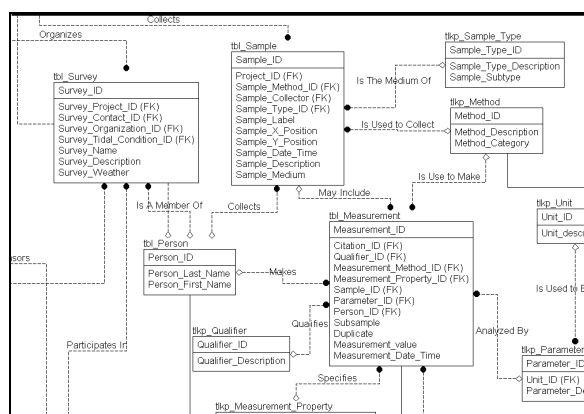 Collects
Organizes
tbl_Sample
Sample_ID
Project_ID (FK)
Sample_Method_ID (FK)
Sample_Collector (FK)
Sample_Type_ID (FK)
Sample_Label
Sample_X_Position
Sample_Y_Position
Sample_Date_Time
Sample_Description
Sample_Medium
tlkp_Sample_Type
Sample_Type_ID
Sample_Type_Description
Sample_Subtype
Is The Medium Of
tbl_Survey
Survey_ID
Survey_Project_ID (FK)
Survey_Contact_ID (FK)
Survey_Organization_ID (FK)
Survey_Tidal_Condition_ID (FK)
Survey_Name
Survey_Description
Survey_Weather
tlkp_Method
Method_ID
Method_Description
Method_Category
Is Used to Collect
Is Use to Make
May Include
Is A Member Of
Collects
tbl_Measurement
Measurement_ID
Citation_ID (FK)
Qualifier_ID (FK)
Measurement_Method_ID (FK)
Measurement_Property_ID (FK)
Sample_ID (FK)
Parameter_ID (FK)
Person_ID (FK)
Subsample
Duplicate
Measurement_value
Measurement_Date_Time
tlkp_Unit
Unit_ID
Unit_descr
tbl_Person
Person_ID
Person_Last_Name
Person_First_Name
sors
Makes
Is Used to E
Qualifies
Analyzed By
tlkp_Qualifier
Qualifier_ID
Qualifier_Description
Participates In
tlkp_Parameter
Parameter_ID
Unit_ID (FK)
Parameter_De
Specifies
tlkp_Measurement_Property